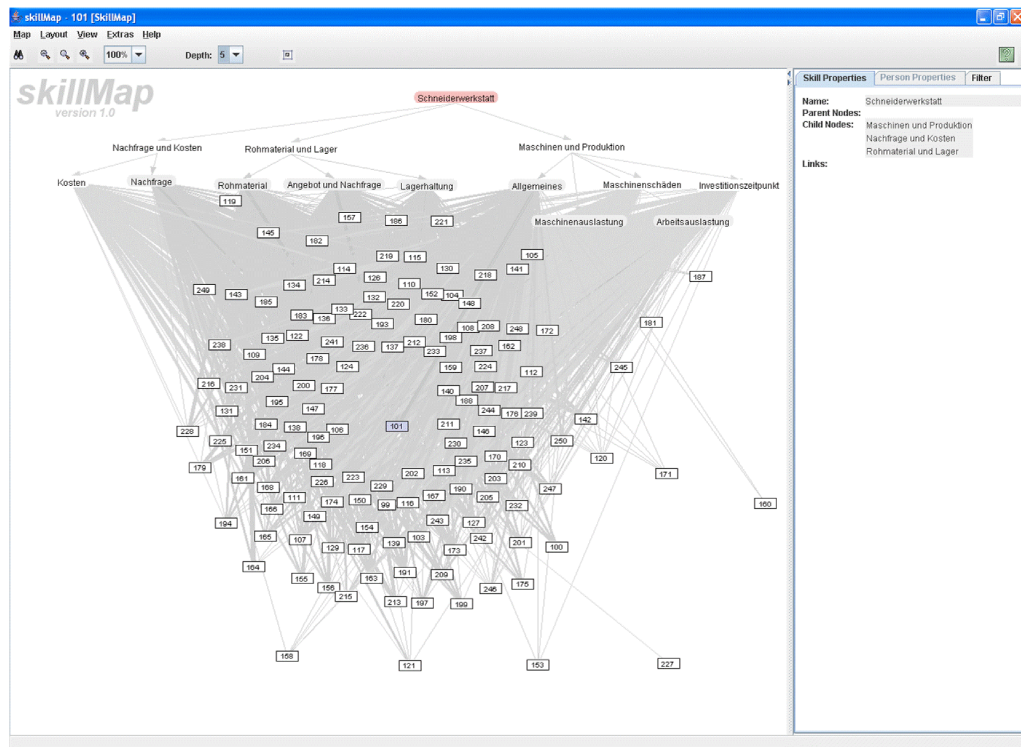 skillMap - 101 [SkillMap]
Map Layout View Extras Help
100% Depth: 5
skillMap
version 1.0
Schneiderwerkstatt
Nachfrage und Kosten Rohmaterial und Lager Maschinen und Produktion
Kosten Nachfrage Rohmaterial Angebot und Nachfrage Lagerhaltung Allgemeines Maschinenschäden Investitionszeitpunkt
119
157 186 221 Maschinenauslastung Arbeitsauslastung
145 182
219 115 105
114 126 130 218 141 187
249 143 134 214 110
185 132 220 152 104 148
183 136 133 222 193 180 181
135 122 198 108 208 248 172
238 109 241 236 137 212 233 237 162
178 144 124 159 224 112 245
216 231 204 200 177 140 207 217
131 195 147 188 244 176 239
228 184 138 106 101 211 146 142
225 151 234 196 230 123 250
179 206 169 118 113 235 170 210 120
161 168 226 223 202 203 171
194 166 111 174 150 229 99 116 167 190 205 232 247 160
165 149 154 243 127
164 107 129 117 139 103 173 242 201 100
155 156 215 163 191 209 246 175
213 197 199
158 121 153 227
Skill Properties Person Properties Filter
Name: Schneiderwerkstatt
Parent Nodes:
Child Nodes: Maschinen und Produktion
Nachfrage und Kosten
Rohmaterial und Lager
Links: